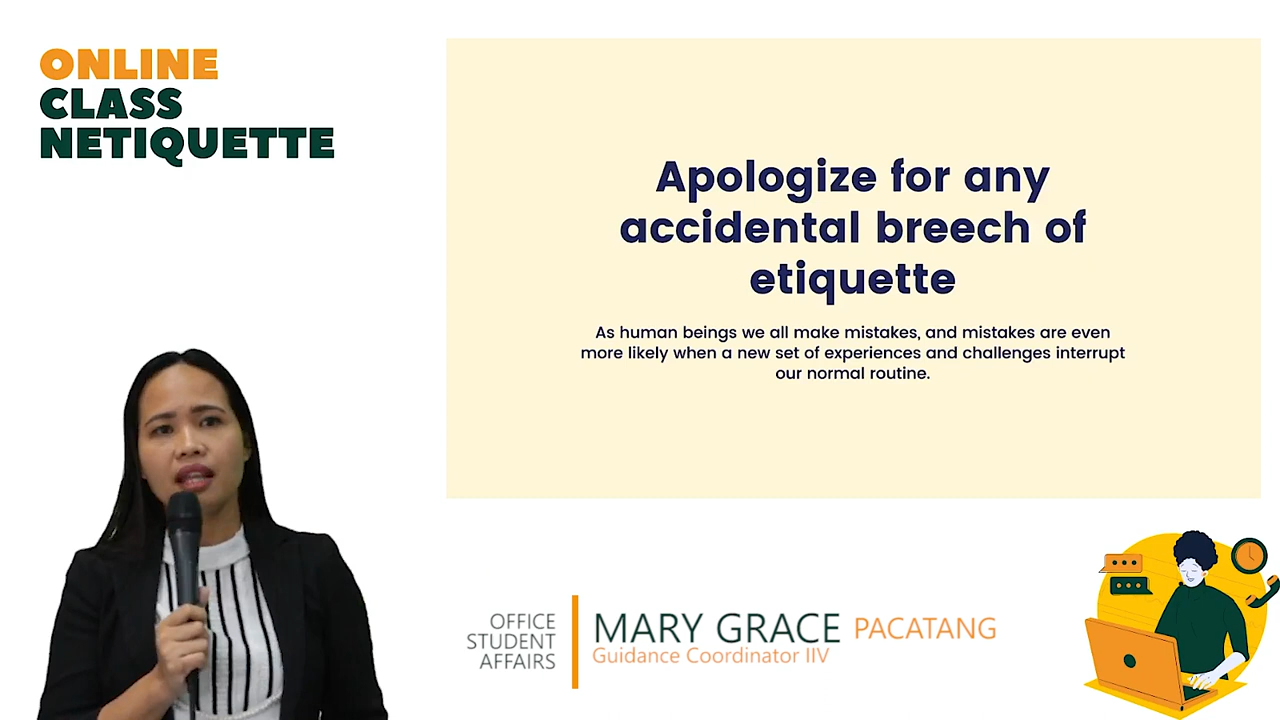 ONLINE
CLASS
NETIQUETTE
Apologize for any
accidental breech of
etiquette
As human beings we all make mistakes, and mistakes are even
more likely when a new set of experiences and challenges interrupt
our normal routine.
OFFICE
STUDENT
AFFAIRS
MARY GRACE PACATANG
Guidance Coordinator IIV